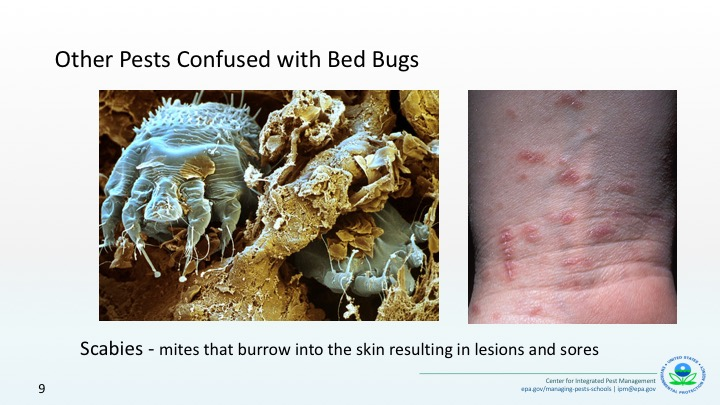 Other Pests Confused with Bed Bugs
Scabies - mites that burrow into the skin resulting in lesions and sores
9
Center for Integrated Pest Management
epa.gov/managing-pests-schools | ipm@epa.gov